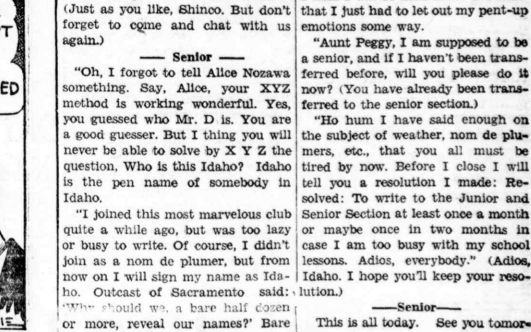 (Just as you like, Shinco. But don't
forget to come and chat with us
again.)
Senior
"Oh, I forgot to tell Alice Nozawa
something. Say, Alice, your XYZ
method is working wonderful. Yes,
you guessed who Mr. D is. You are
a good guesser. But I thing you will
never be able to solve by X Y Z the
question, Who is this Idaho? Idaho
is the pen name of somebody in
Idaho.
"I joined this most marvelous club
quite a while ago, but was too lazy
or busy to write. Of course, I didn't
join as a nom de plumer, but from
now on I will sign my name as Ida-
ho. Outcast of Sacramento said:
'Why should we, a bare half dozen
or more, reveal our names?' Bare
that I just had to let out my pent-up
emotions some way.
"Aunt Peggy, I am supposed to be
a senior, and if I haven't been trans-
ferred before, will you please do it
now? (You have already been trans-
ferred to the senior section.)
"Ho hum I have said enough on
the subject of weather, nom de plu-
mers, etc., that you all must be
tired by now. Before I close I will
tell you a resolution I made: Re-
solved: To write to the Junior and
Senior Section at least once a month
or maybe once in two months in
case I am too busy with my school
lessons. Adios, everybody." (Adios,
Idaho. I hope you'll keep your reso-
lution.)
Senior
This is all today. See you tomor-